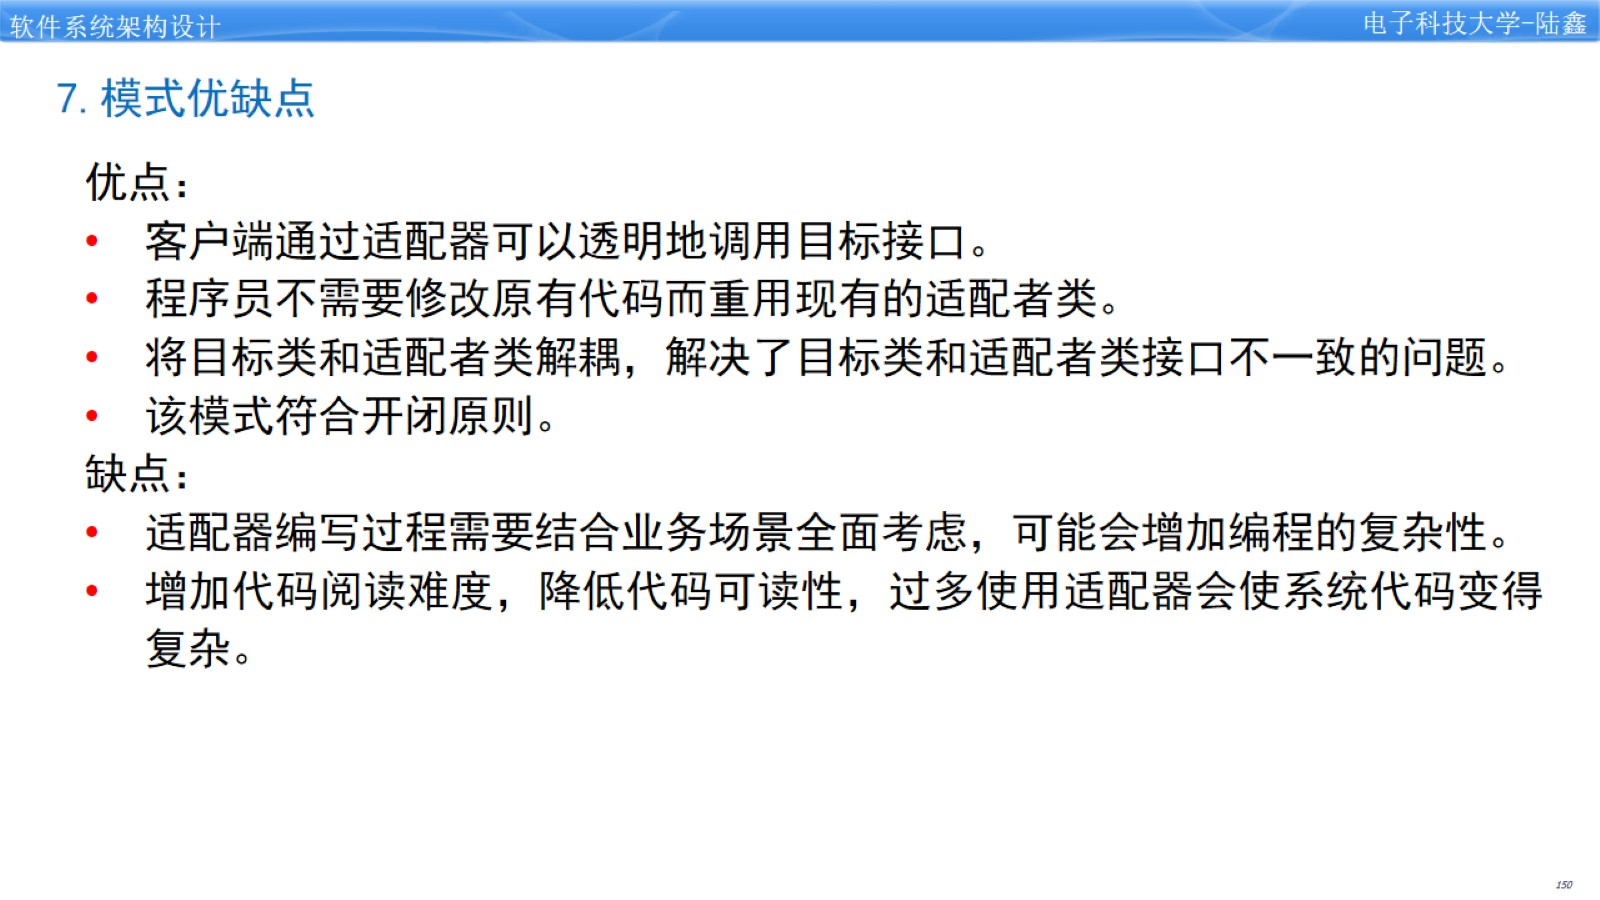 软件系统架构设计
电子科技大学-陆鑫
7. 模式优缺点
优点：
• 客户端通过适配器可以透明地调用目标接口。
• 程序员不需要修改原有代码而重用现有的适配者类。
• 将目标类和适配者类解耦，解决了目标类和适配者类接口不一致的问题。
• 该模式符合开闭原则。
缺点：
• 适配器编写过程需要结合业务场景全面考虑，可能会增加编程的复杂性。
• 增加代码阅读难度，降低代码可读性，过多使用适配器会使系统代码变得
复杂。
150